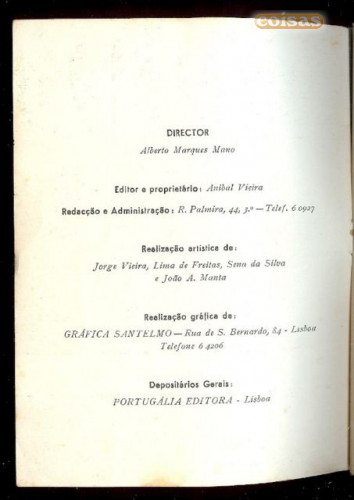 coisas
DIRECTOR
Alberto Marques Mano
Editor e proprietário: Aníbal Vieira
Redacção e Administração: R. Palmira, 44, 3.º — Telef. 6 0927
Realização artística de:
Jorge Vieira, Lima de Freitas, Sena da Silva
e João A. Manta
Realização gráfica de:
GRÁFICA SANTELMO — Rua de S. Bernardo, 84 - Lisboa
Telefone 6 4206
Depositários Gerais:
PORTUGÁLIA EDITORA - Lisboa